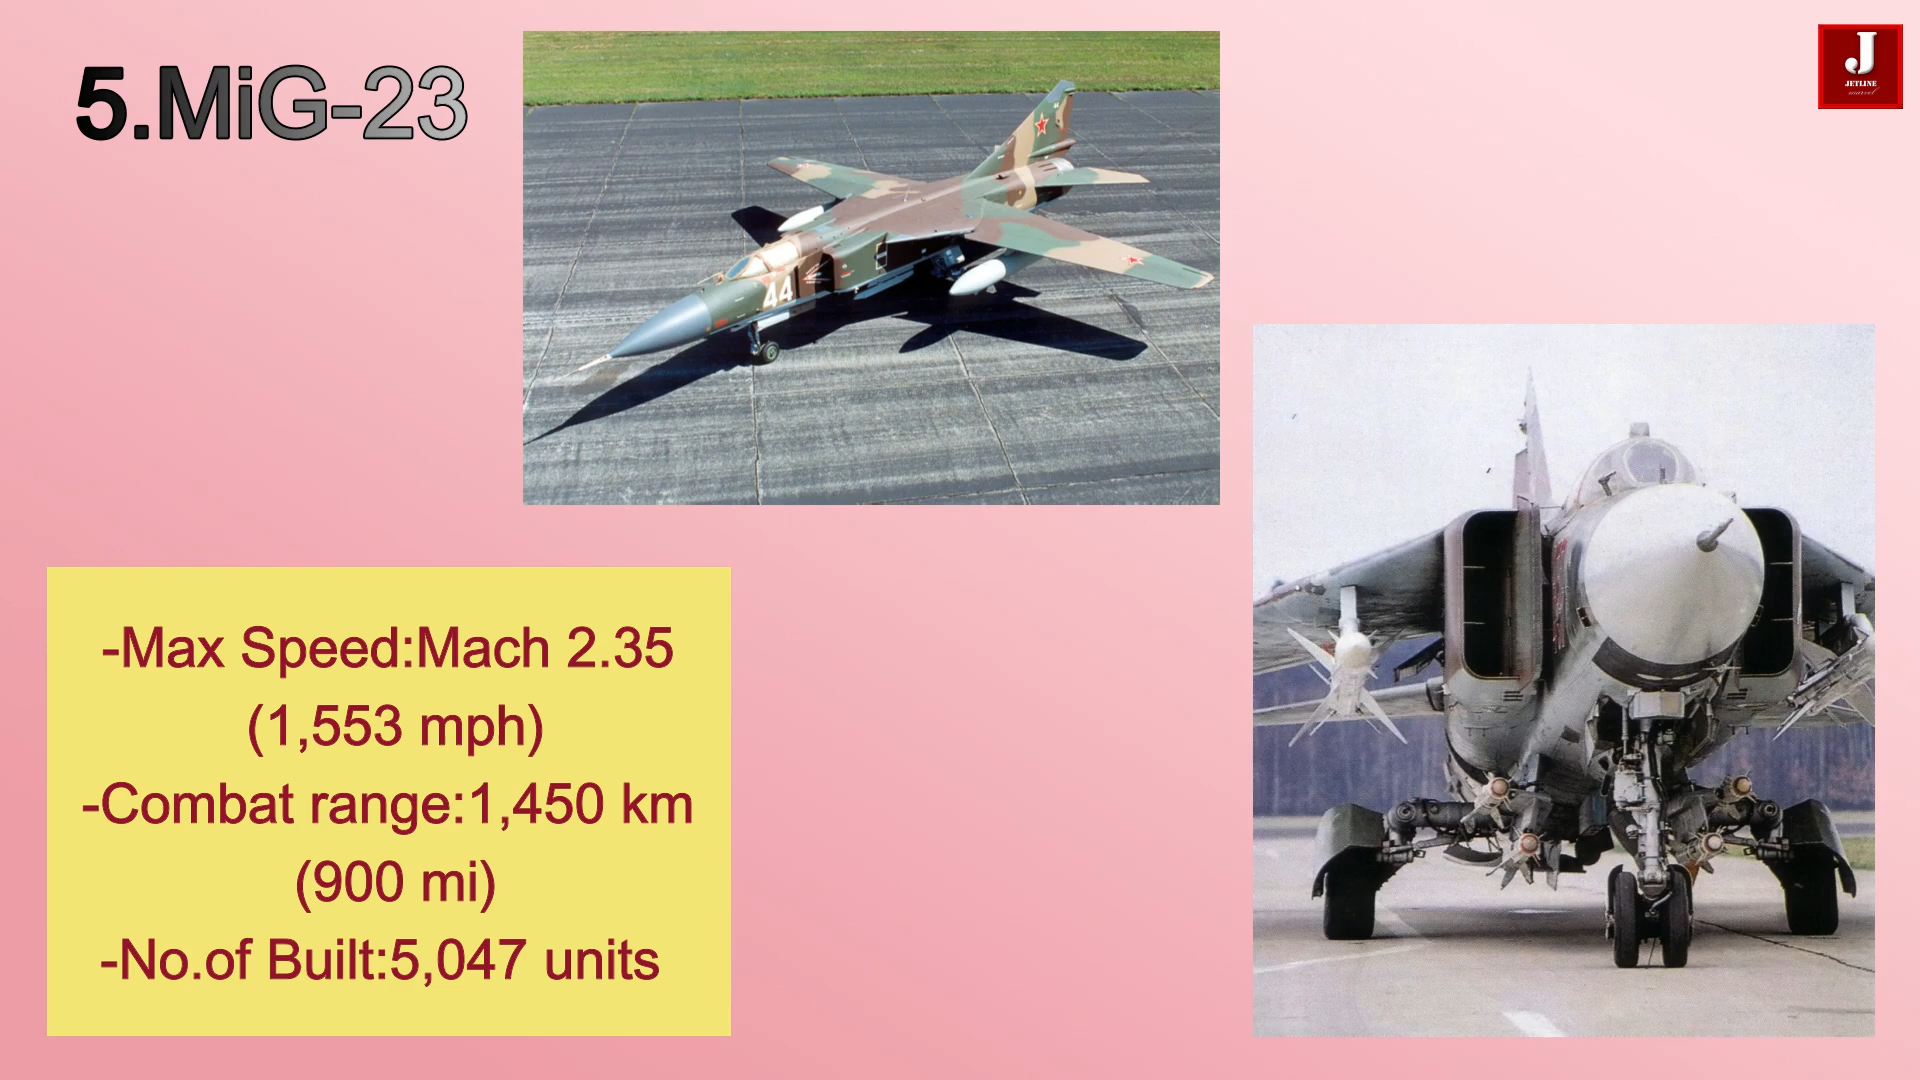 5.MiG-23
J
JETLINE
marvel
44
-Max Speed:Mach 2.35
(1,553 mph)
-Combat range:1,450 km
(900 mi)
-No.of Built:5,047 units